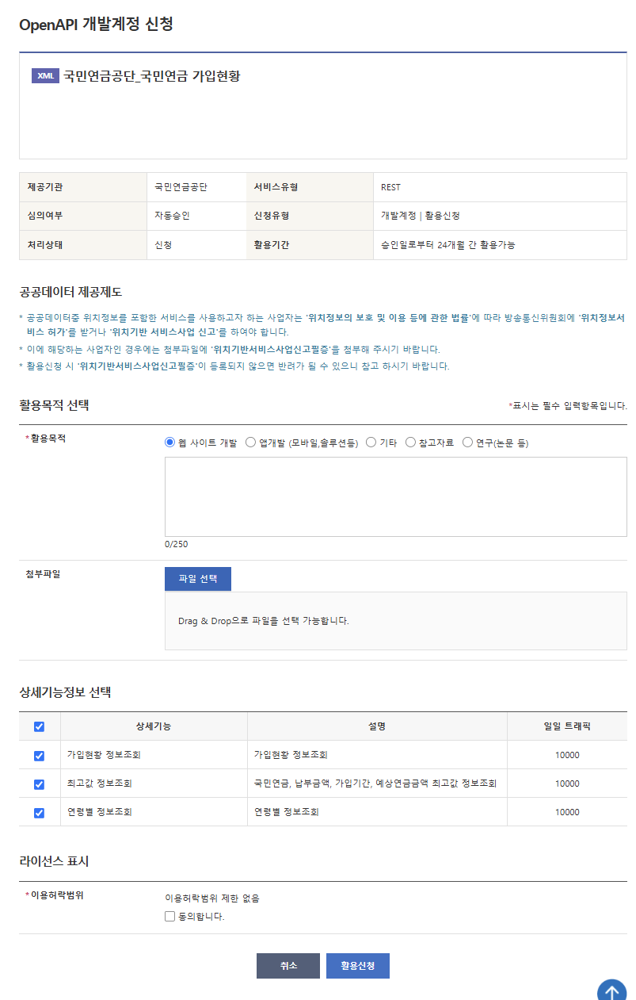 OpenAPI 개발계정 신청
XML 국민연금공단_국민연금 가입현황
제공기관 국민연금공단 서비스유형 REST
심의여부 자동승인 신청유형 개발계정 | 활용신청
처리상태 신청 활용기간 승인일로부터 24개월 간 활용가능
공공데이터 제공제도
* 공공데이터중 위치정보를 포함한 서비스를 사용하고자 하는 사업자는 '위치정보의 보호 및 이용 등에 관한 법률'에 따라 방송통신위원회에 '위치정보서
비스 허가'를 받거나 '위치기반 서비스사업 신고'를 하여야 합니다.
* 이에 해당하는 사업자인 경우에는 첨부파일에 '위치기반서비스사업신고필증'을 첨부해 주시기 바랍니다.
* 활용신청 시 '위치기반서비스사업신고필증'이 등록되지 않으면 반려가 될 수 있으니 참고 하시기 바랍니다.
활용목적 선택 *표시는 필수 입력항목입니다.
*활용목적 웹 사이트 개발 앱개발 (모바일,솔루션등) 기타 참고자료 연구(논문 등)
0/250
첨부파일 파일 선택
Drag & Drop으로 파일을 선택 가능합니다.
상세기능정보 선택
상세기능 설명 일일 트래픽
가입현황 정보조회 가입현황 정보조회 10000
최고값 정보조회 국민연금, 납부금액, 가입기간, 예상연금금액 최고값 정보조회 10000
연령별 정보조회 연령별 정보조회 10000
라이선스 표시
*이용허락범위 이용허락범위 제한 없음
동의합니다.
취소 활용신청